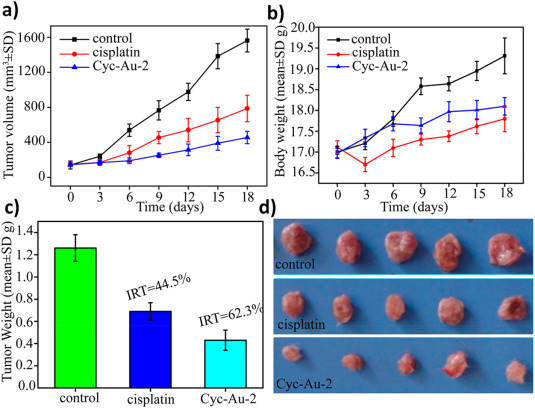 a)
control
cisplatin
Cyc-Au-2
Tumor volume (mm³±SD)
1600
1200
800
400
0
0 3 6 9 12 15 18
Time (days)
b)
control
cisplatin
Cyc-Au-2
Body weight (mean±SD g)
20.0
19.5
19.0
18.5
18.0
17.5
17.0
16.5
0 3 6 9 12 15 18
Time (days)
c)
Tumor Weight (mean±SD g)
1.6
1.4
1.2
1.0
0.8
0.6
0.4
0.2
0.0
IRT=44.5%
IRT=62.3%
control cisplatin Cyc-Au-2
d)
control
cisplatin
Cyc-Au-2